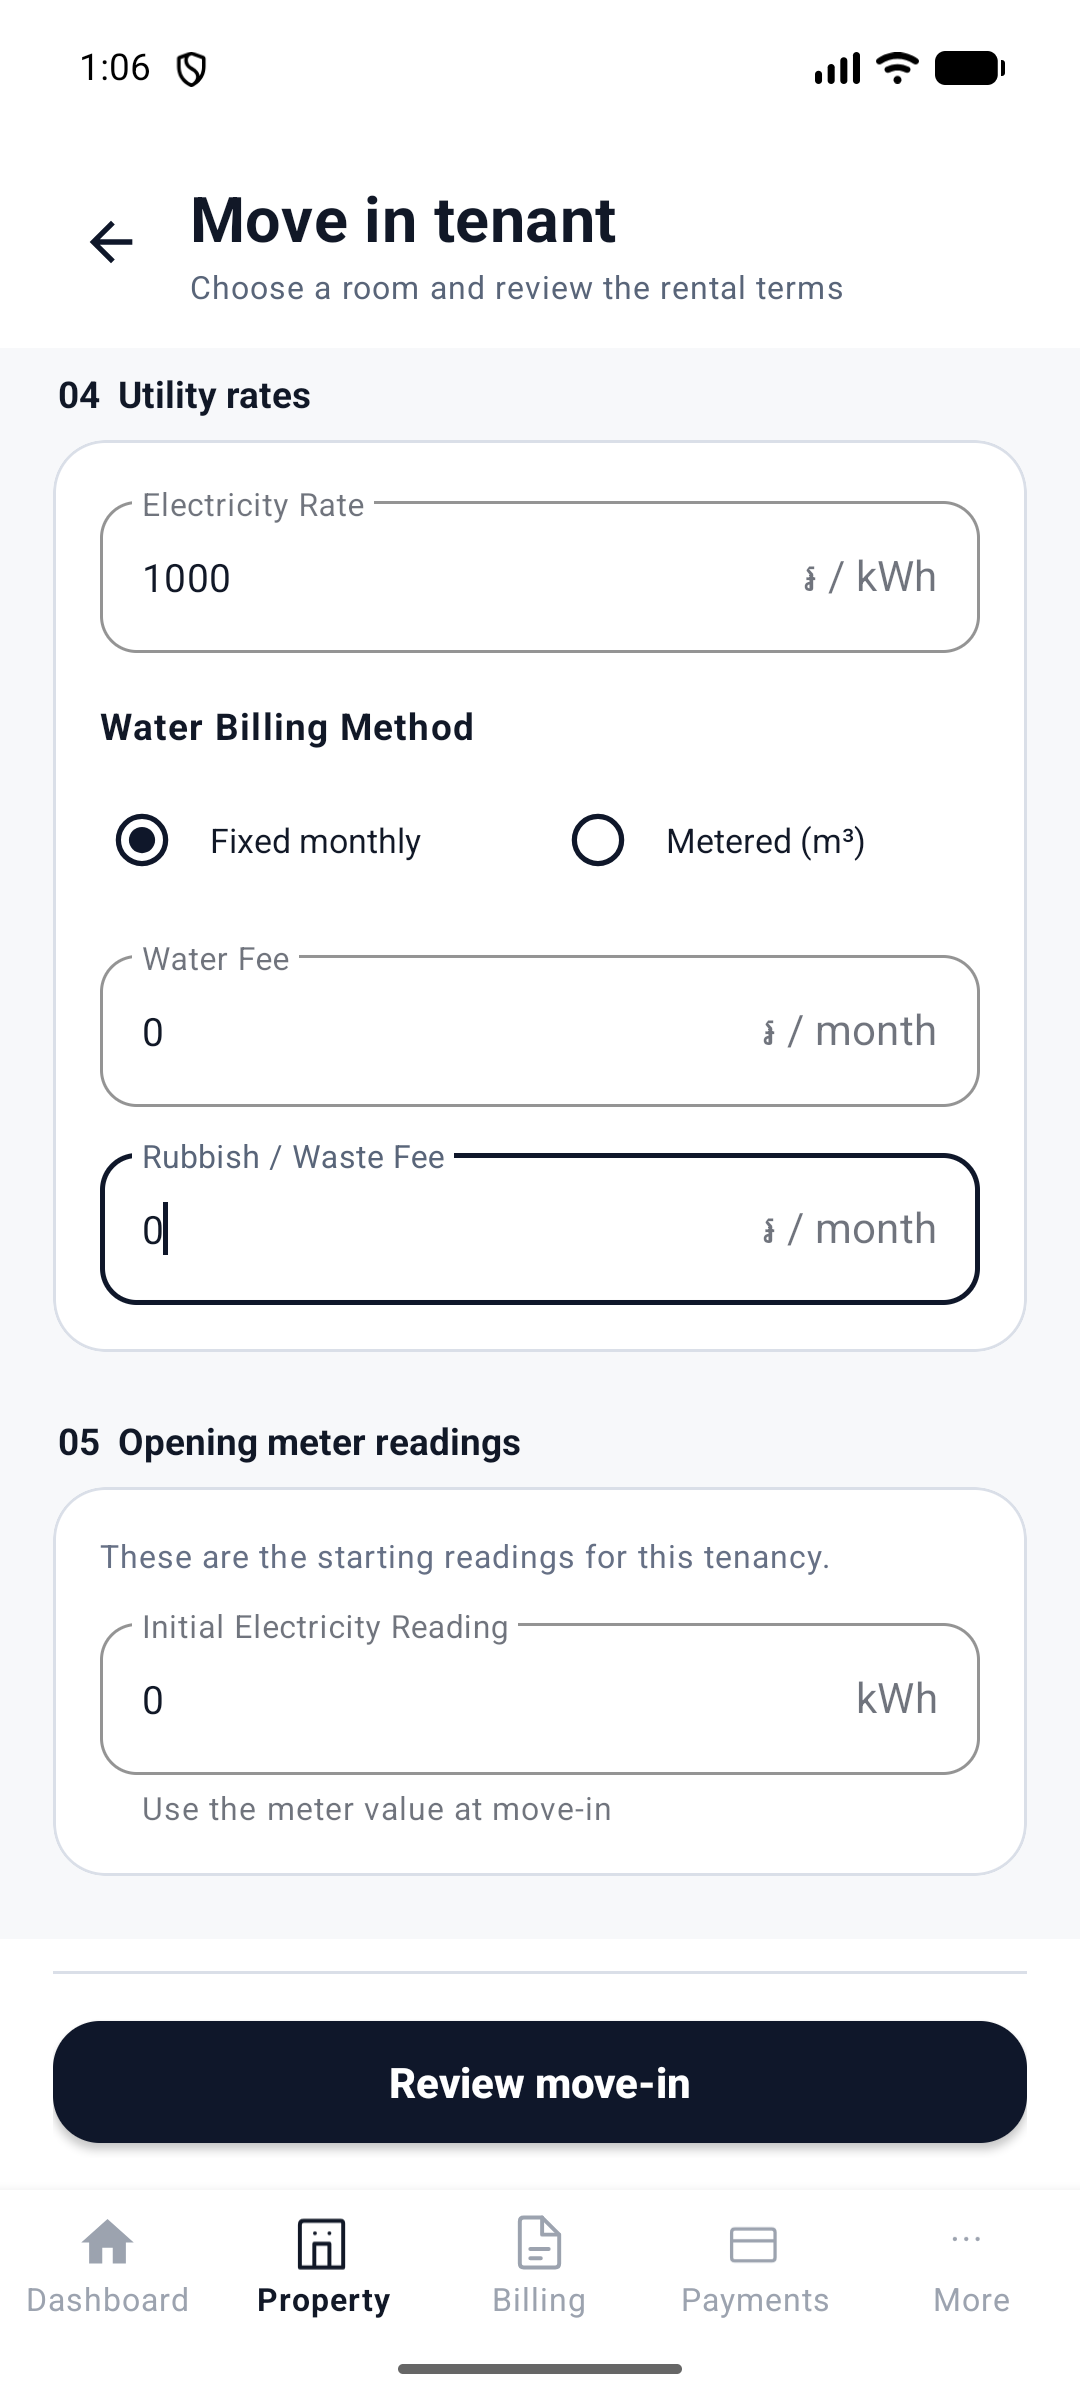 1:06
Move in tenant
Choose a room and review the rental terms
04 Utility rates
Electricity Rate
1000 ៛ / kWh
Water Billing Method
Fixed monthly Metered (m³)
Water Fee
0 ៛ / month
Rubbish / Waste Fee
0 ៛ / month
05 Opening meter readings
These are the starting readings for this tenancy.
Initial Electricity Reading
0 kWh
Use the meter value at move-in
Review move-in
Dashboard Property Billing Payments More